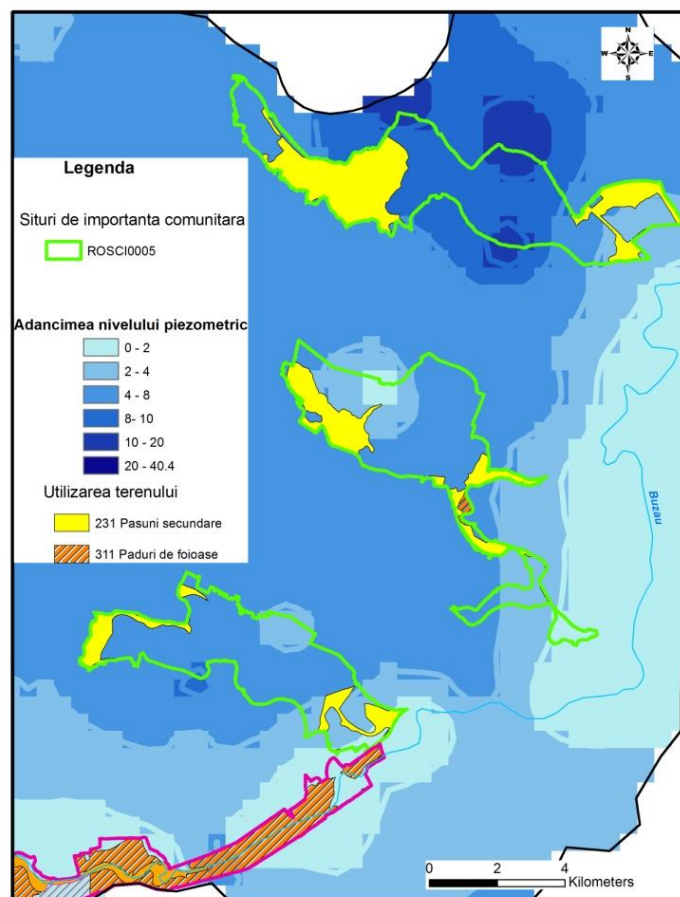 N
W E
S
Legenda
Situri de importanta comunitara
ROSCI0005
Adancimea nivelului piezometric
0 - 2
2 - 4
4 - 8
8- 10
10 - 20
20 - 40.4
Utilizarea terenului
231 Pasuni secundare
311 Paduri de foioase
Buzau
0 2 4
Kilometers